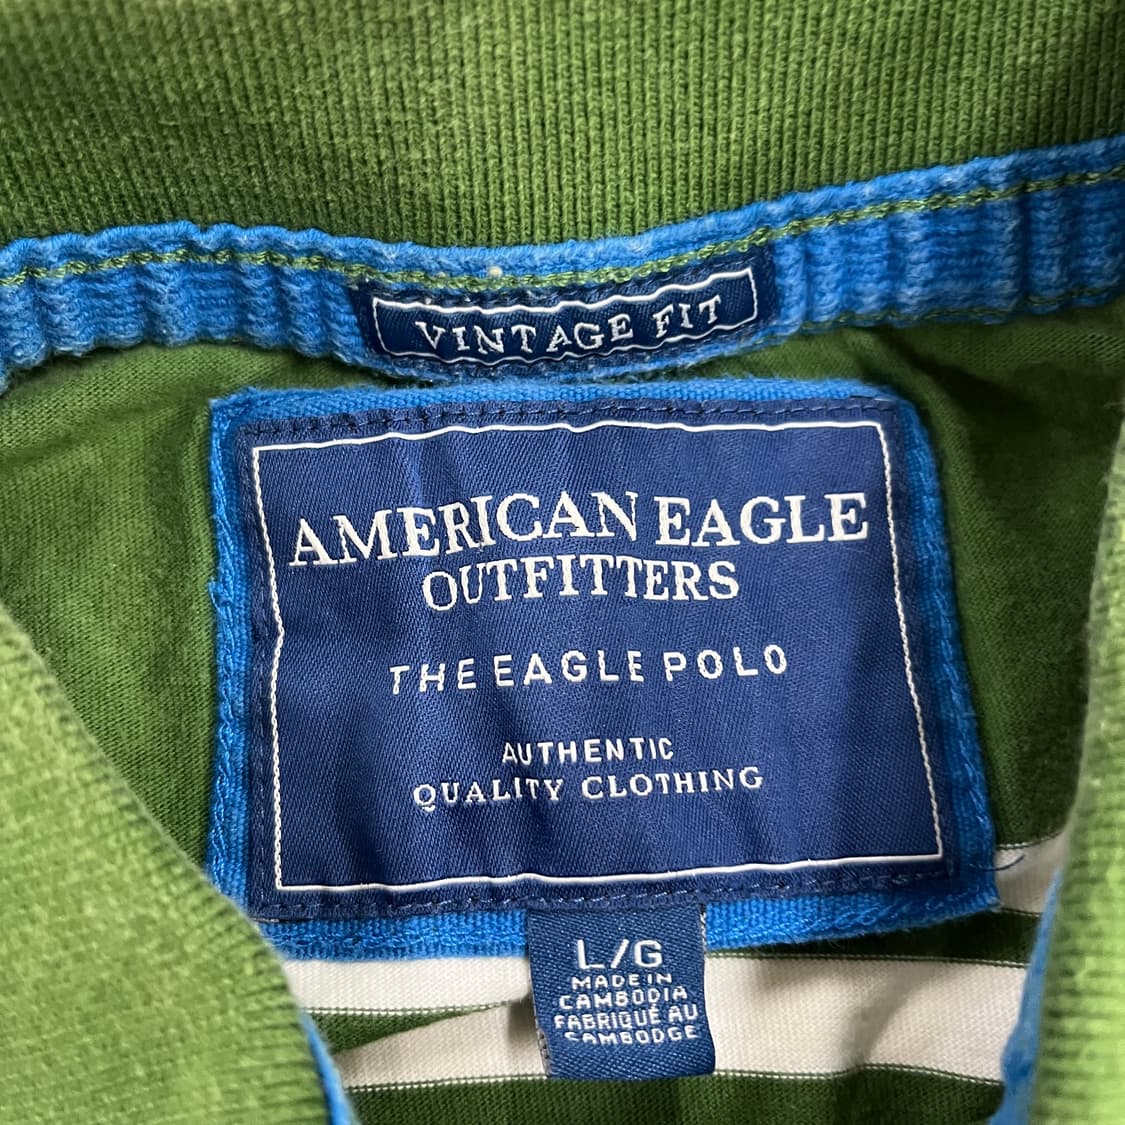 VINTAGE FIT
AMERICAN EAGLE
OUTFITTERS
THE EAGLE POLO
AUTHENTIC
QUALITY CLOTHING
L/G
MADE IN
CAMBODIA
FABRIQUÉ AU
CAMBODGE